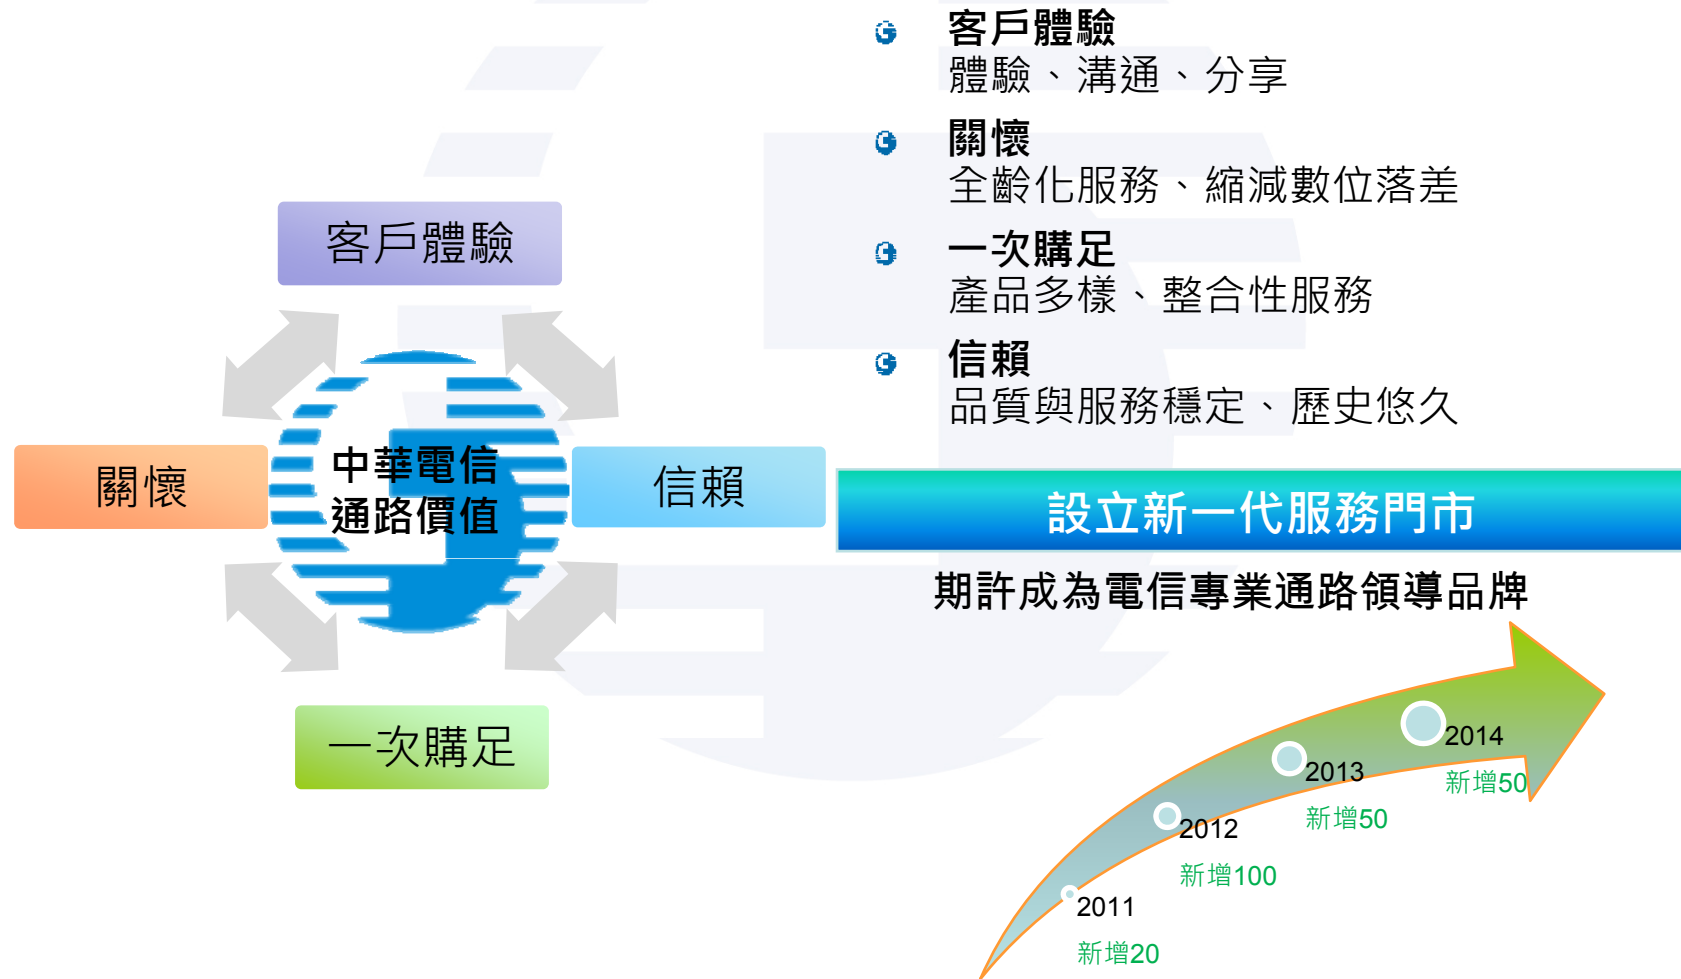 客戶體驗
關懷
中華電信
通路價值
信賴
一次購足
客戶體驗
體驗、溝通、分享
關懷
全齡化服務、縮減數位落差
一次購足
產品多樣、整合性服務
信賴
品質與服務穩定、歷史悠久
設立新一代服務門市
期許成為電信專業通路領導品牌
2014
新增50
2013
新增50
2012
新增100
2011
新增20